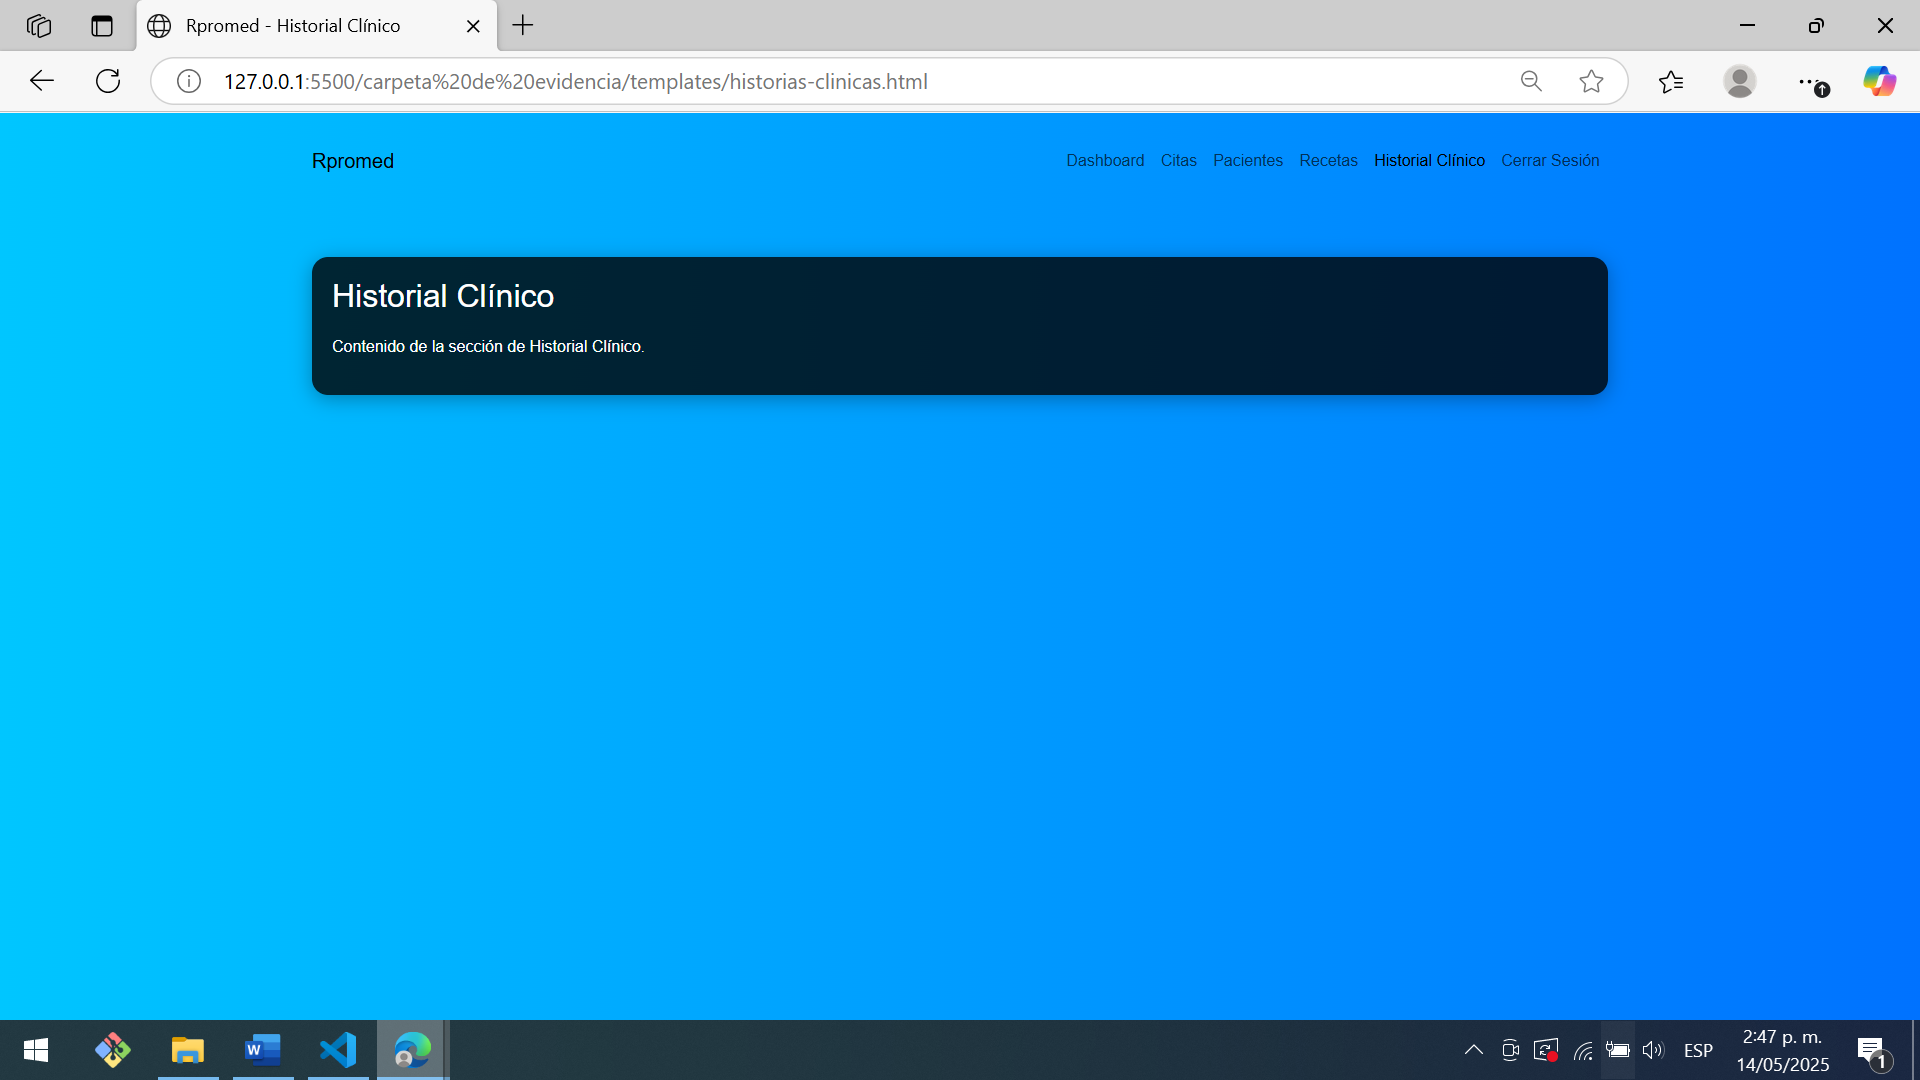 Rpromed - Historial Clínico
127.0.0.1:5500/carpeta%20de%20evidencia/templates/historias-clinicas.html
Rpromed
Dashboard Citas Pacientes Recetas Historial Clínico Cerrar Sesión
Historial Clínico
Contenido de la sección de Historial Clínico.
W
ESP
2:47 p. m.
14/05/2025
1